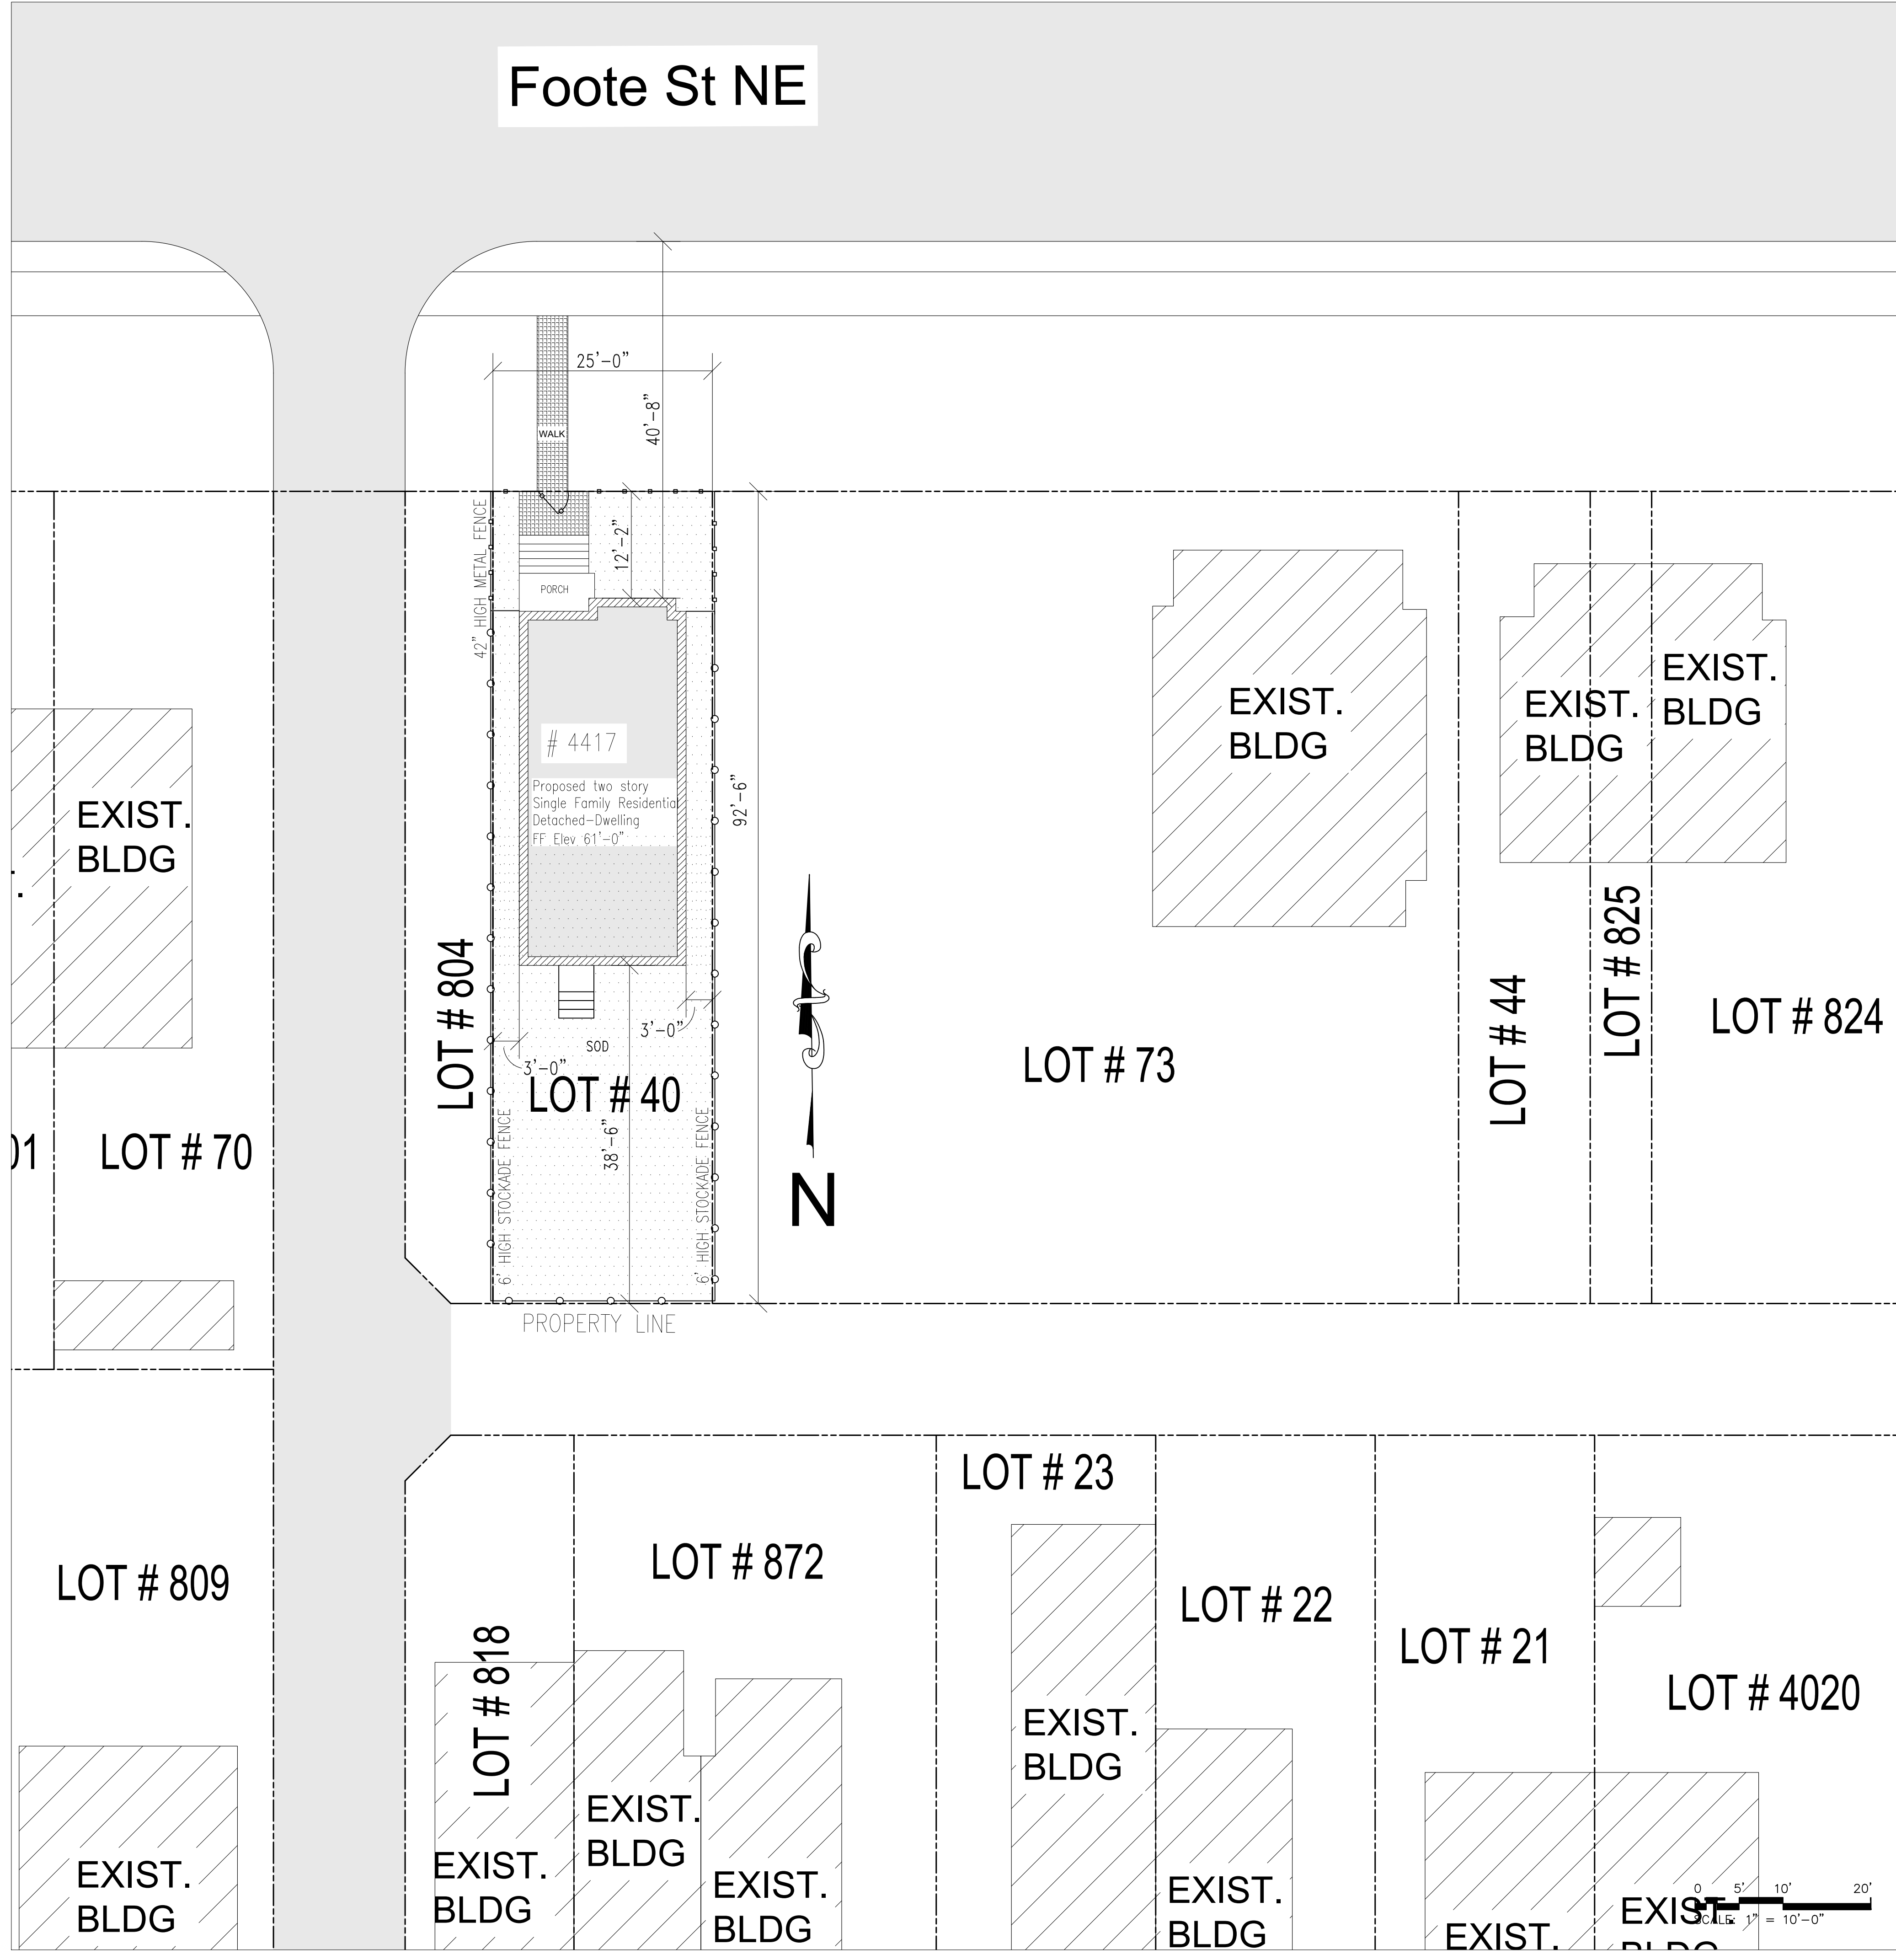 Foote St NE
25'-0"
40'-8"
WALK
42" HIGH METAL FENCE
12'-2"
PORCH
# 4417
Proposed two story
Single Family Residential
Detached-Dwelling
FF Elev 61'-0"
92'-6"
EXIST.
BLDG
EXIST.
BLDG
EXIST.
BLDG
EXIST.
BLDG
LOT # 804
3'-0"
SOD
3'-0"
LOT # 40
38'-6"
6' HIGH STOCKADE FENCE
6' HIGH STOCKADE FENCE
PROPERTY LINE
N
LOT # 73
LOT # 44
LOT # 825
LOT # 824
01
LOT # 70
LOT # 809
LOT # 818
LOT # 872
LOT # 23
LOT # 22
LOT # 21
LOT # 4020
EXIST.
BLDG
EXIST.
BLDG
EXIST.
BLDG
EXIST.
BLDG
EXIST.
BLDG
EXIST.
BLDG
EXIST.
EXIST.
BLDG
0 5' 10' 20'
SCALE: 1" = 10'-0"